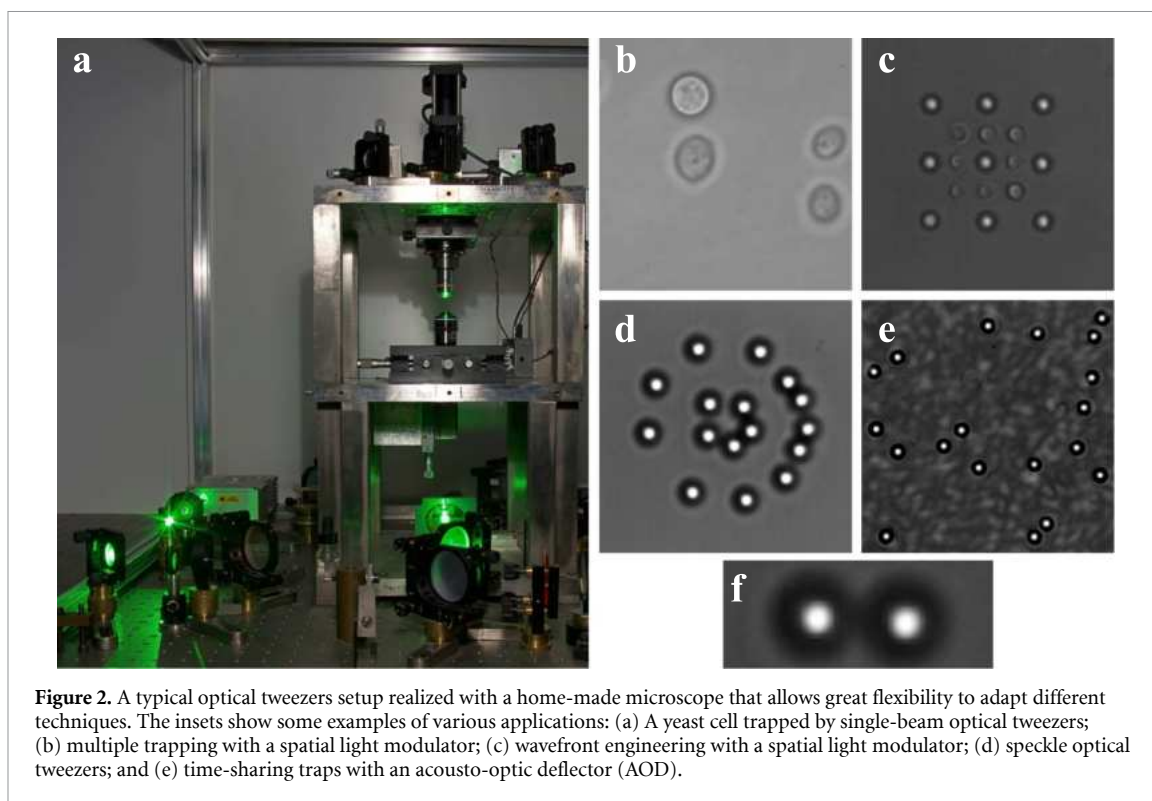 a
b
c
d
e
f
Figure 2. A typical optical tweezers setup realized with a home-made microscope that allows great flexibility to adapt different
techniques. The insets show some examples of various applications: (a) A yeast cell trapped by single-beam optical tweezers;
(b) multiple trapping with a spatial light modulator; (c) wavefront engineering with a spatial light modulator; (d) speckle optical
tweezers; and (e) time-sharing traps with an acousto-optic deflector (AOD).